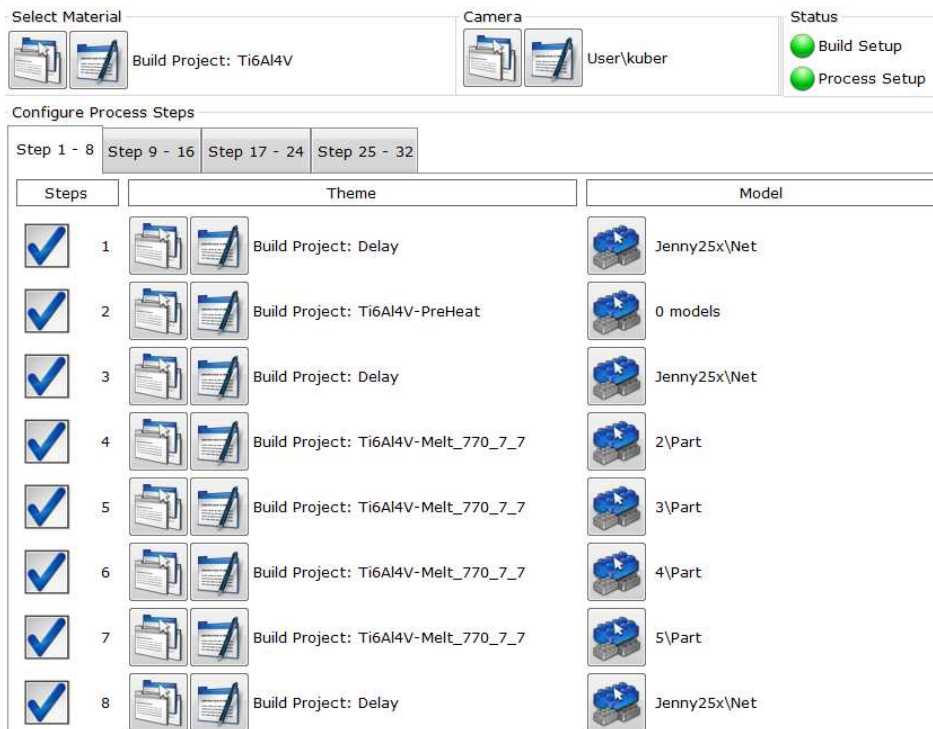 Select Material
Camera
Status
Build Project: Ti6Al4V
User\kuber
Build Setup
Process Setup
Configure Process Steps
Step 1 - 8 Step 9 - 16 Step 17 - 24 Step 25 - 32
Steps Theme Model
1 Build Project: Delay Jenny25x\Net
2 Build Project: Ti6Al4V-PreHeat 0 models
3 Build Project: Delay Jenny25x\Net
4 Build Project: Ti6Al4V-Melt_770_7_7 2\Part
5 Build Project: Ti6Al4V-Melt_770_7_7 3\Part
6 Build Project: Ti6Al4V-Melt_770_7_7 4\Part
7 Build Project: Ti6Al4V-Melt_770_7_7 5\Part
8 Build Project: Delay Jenny25x\Net